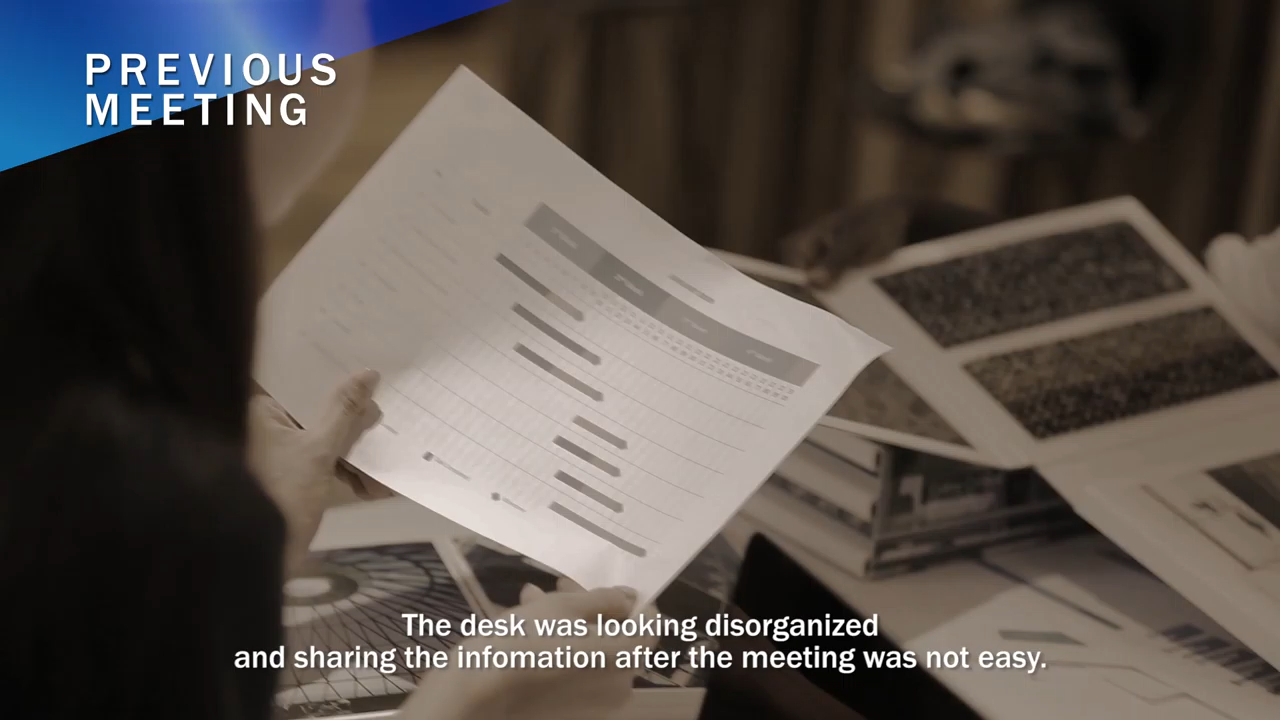 PREVIOUS
MEETING
The desk was looking disorganized
and sharing the infomation after the meeting was not easy.